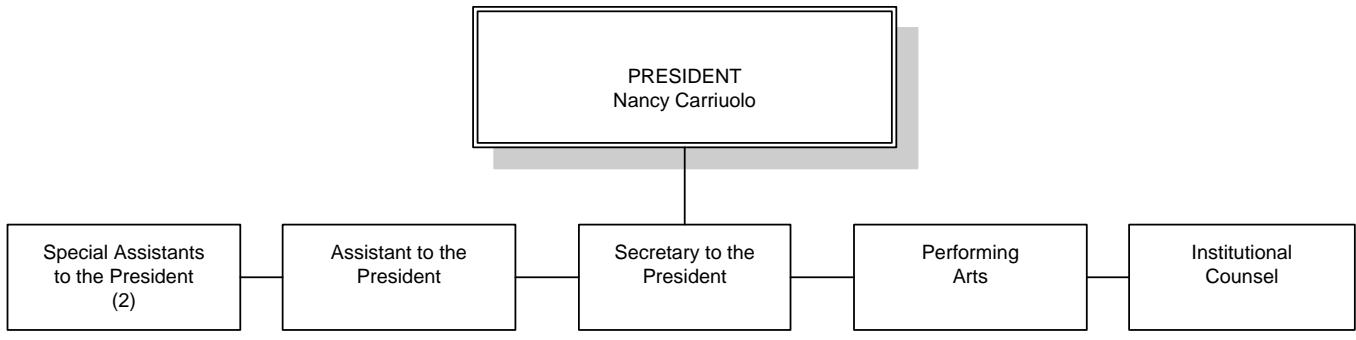 PRESIDENT
Nancy Carriuolo
Special Assistants
to the President
(2)
Assistant to the
President
Secretary to the
President
Performing
Arts
Institutional
Counsel